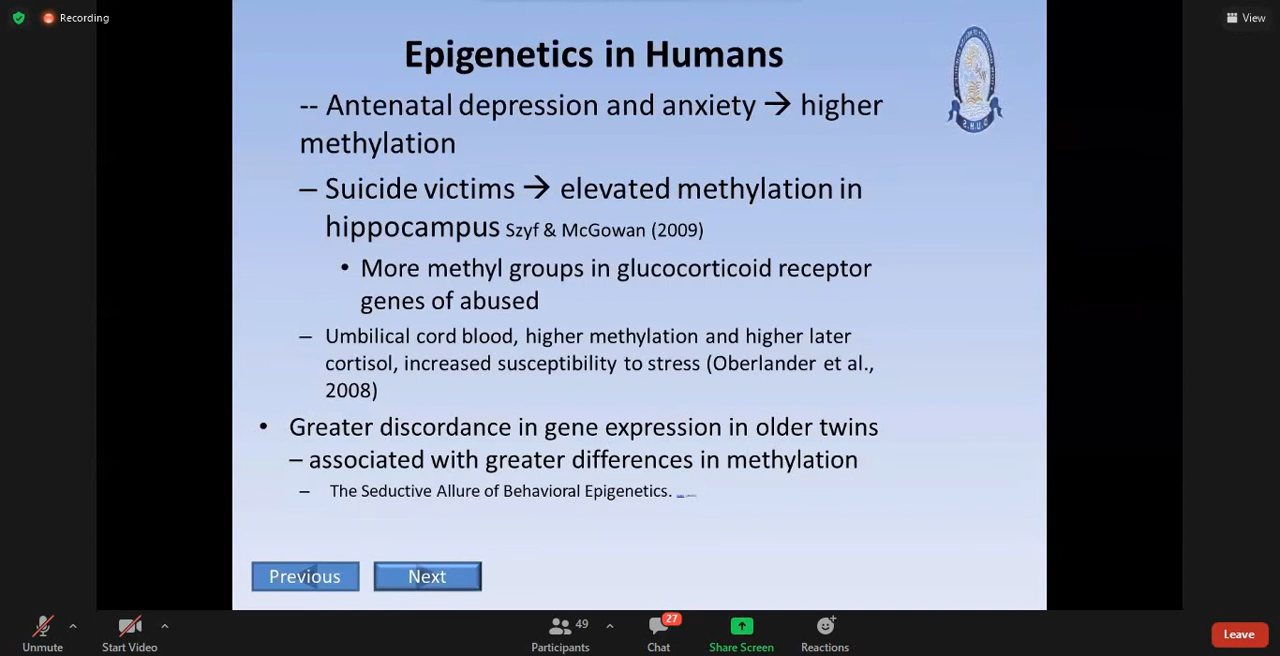 Recording
View
Epigenetics in Humans
-- Antenatal depression and anxiety → higher
methylation
– Suicide victims → elevated methylation in
hippocampus Szyf & McGowan (2009)
• More methyl groups in glucocorticoid receptor
genes of abused
– Umbilical cord blood, higher methylation and higher later
cortisol, increased susceptibility to stress (Oberlander et al.,
2008)
• Greater discordance in gene expression in older twins
– associated with greater differences in methylation
– The Seductive Allure of Behavioral Epigenetics.
Previous
Next
49
27
Unmute
Start Video
Participants
Chat
Share Screen
Reactions
Leave